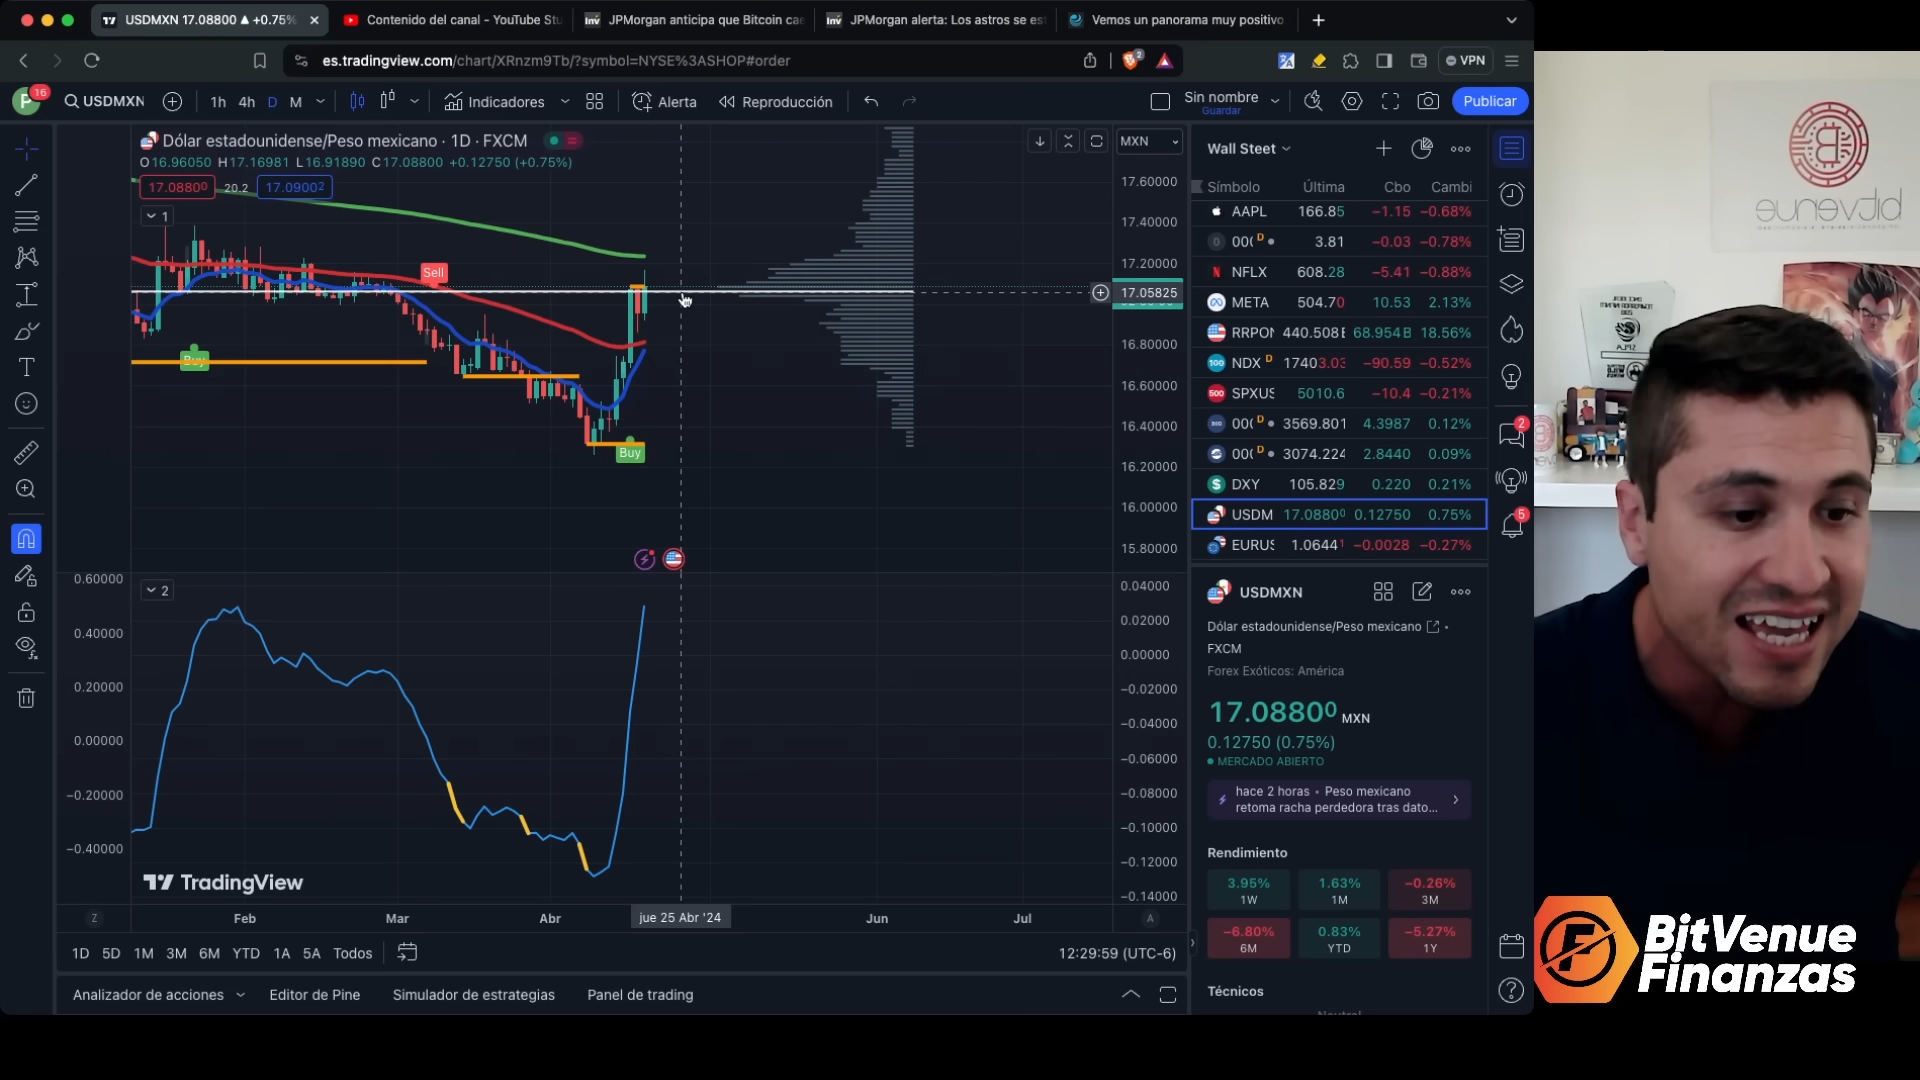 USDMXN 17.08800 ▲ +0.75%
Contenido del canal - YouTube Stu
JPMorgan anticipa que Bitcoin cae
JPMorgan alerta: Los astros se es
Vemos un panorama muy positivo
es.tradingview.com/chart/XRnzm9Tb/?symbol=NYSE%3ASHOP#order
2
VPN
P
16
USDMXN
1h 4h D M
Indicadores
Alerta
Reproducción
Sin nombre
Guardar
Publicar
Dólar estadounidense/Peso mexicano · 1D · FXCM
O16.96050 H17.16981 L16.91890 C17.08800 +0.12750 (+0.75%)
17.08800 20.2 17.09002
1
MXN
17.60000
17.40000
17.20000
17.05825
16.80000
16.60000
16.40000
16.20000
16.00000
15.80000
Sell
Buy
Buy
2
0.60000
0.40000
0.20000
0.00000
−0.20000
−0.40000
0.04000
0.02000
0.00000
−0.02000
−0.04000
−0.06000
−0.08000
−0.10000
−0.12000
−0.14000
TradingView
Z
Feb Mar Abr jue 25 Abr '24 Jun Jul
A
1D 5D 1M 3M 6M YTD 1A 5A Todos
12:29:59 (UTC-6)
Analizador de acciones
Editor de Pine
Simulador de estrategias
Panel de trading
Wall Steet
Símbolo Última Cbo Cambi
AAPL 166.85 −1.15 −0.68%
00( D 3.81 −0.03 −0.78%
NFLX 608.28 −5.41 −0.88%
META 504.70 10.53 2.13%
RRPON 440.508B 68.954B 18.56%
NDX D 17403.03 −90.59 −0.52%
SPXUS 5010.6 −10.4 −0.21%
00( D 3569.801 4.3987 0.12%
00( D 3074.224 2.8440 0.09%
DXY 105.829 0.220 0.21%
USDM 17.08800 0.12750 0.75%
EURUS 1.06441 −0.0028 −0.27%
USDMXN
Dólar estadounidense/Peso mexicano
FXCM
Forex Exóticos: América
17.08800 MXN
0.12750 (0.75%)
MERCADO ABIERTO
hace 2 horas • Peso mexicano
retoma racha perdedora tras dato...
Rendimiento
3.95% 1.63% −0.26%
1W 1M 3M
−6.80% 0.83% −5.27%
6M YTD 1Y
Técnicos
Neutral
2
5
bitvenue
BitVenue
Finanzas